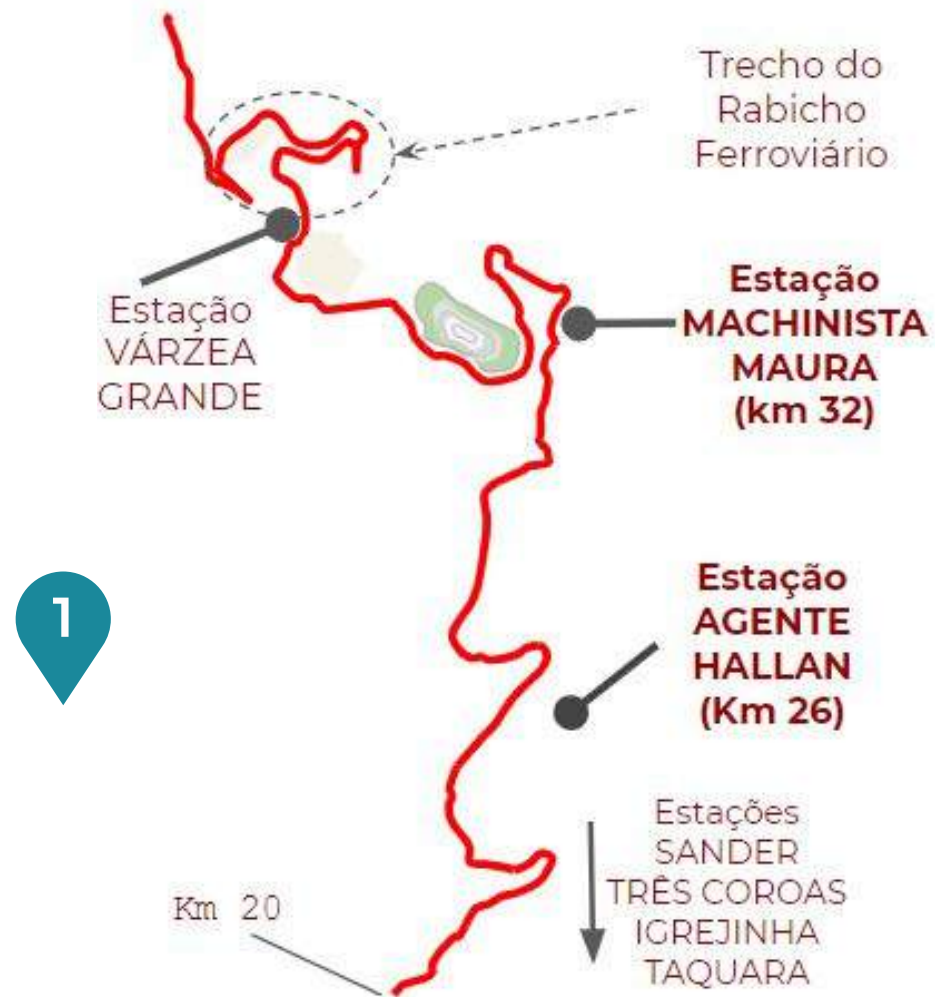 Trecho do
Rabicho
Ferroviário
Estação
VÁRZEA
GRANDE
Estação
MACHINISTA
MAURA
(km 32)
1
Estação
AGENTE
HALLAN
(Km 26)
Estações
SANDER
TRÊS COROAS
IGREJINHA
TAQUARA
Km 20